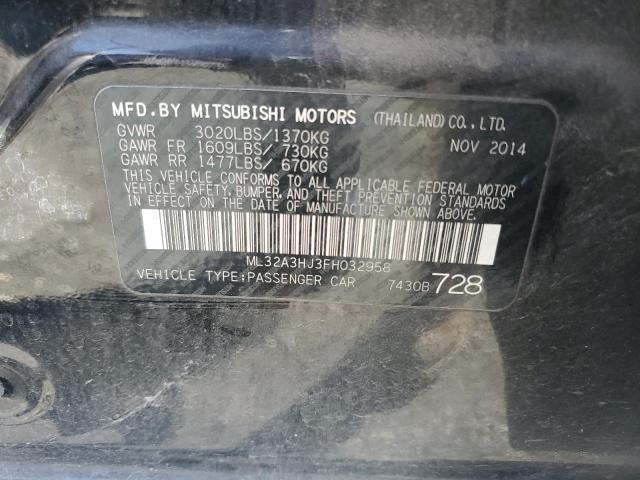 MFD.BY MITSUBISHI MOTORS (THAILAND)CO.,LTD.
GVWR 3020LBS/1370KG NOV 2014
GAWR FR 1609LBS/ 730KG
GAWR RR 1477LBS/ 670KG
THIS VEHICLE CONFORMS TO ALL APPLICABLE FEDERAL MOTOR
VEHICLE SAFETY,BUMPER,AND THEFT PREVENTION STANDARDS
IN EFFECT ON THE DATE OF MANUFACTURE SHOWN ABOVE.
ML32A3HJ3FH032958
VEHICLE TYPE:PASSENGER CAR 7430B 728